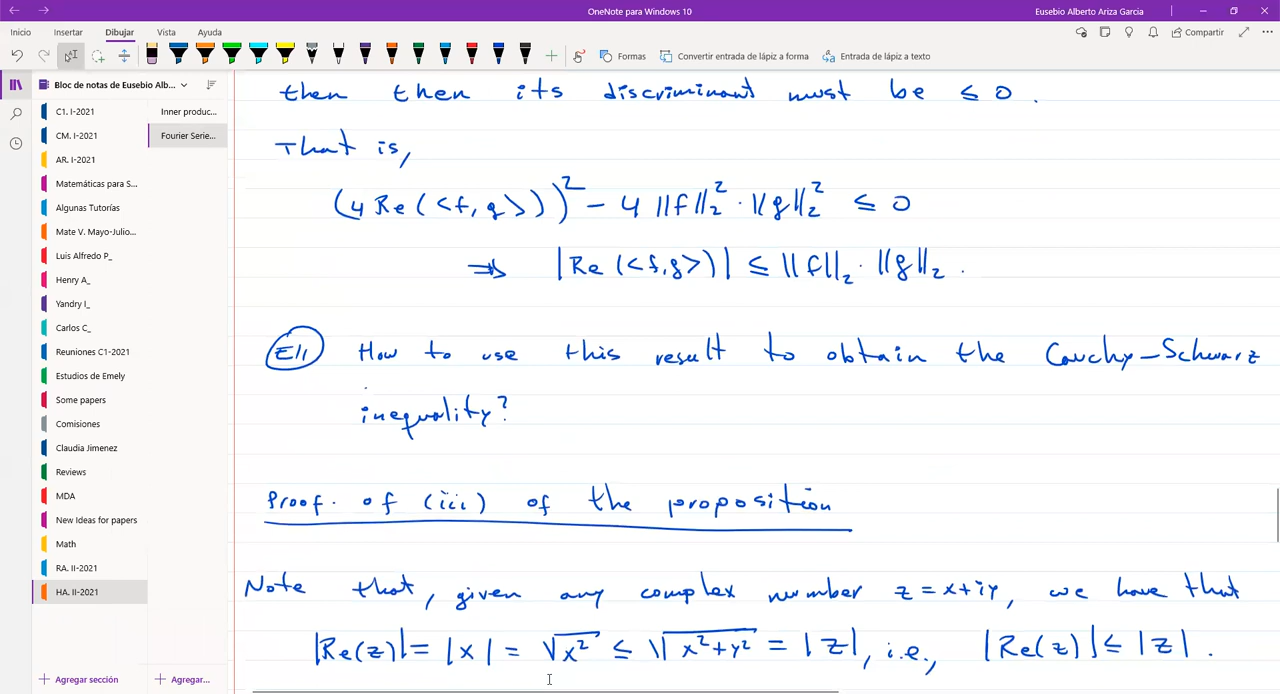 OneNote para Windows 10
Eusebio Alberto Ariza Garcia
Inicio Insertar Dibujar Vista Ayuda
Compartir
Formas Convertir entrada de lápiz a forma Entrada de lápiz a texto
Bloc de notas de Eusebio Alb...
C1. I-2021
CM. I-2021
AR. I-2021
Matemáticas para S...
Algunas Tutorías
Mate V. Mayo-Julio...
Luis Alfredo P_
Henry A_
Yandry I_
Carlos C_
Reuniones C1-2021
Estudios de Emely
Some papers
Comisiones
Claudia Jimenez
Reviews
MDA
New Ideas for papers
Math
RA. II-2021
HA. II-2021
Agregar sección
Inner produc...
Fourier Serie...
Agregar...
then then its discriminant must be ≤ 0.
That is,
(4 Re(<f,g>))² - 4 ||f||₂² · ||g||₂² ≤ 0
⇒ |Re(<f,g>)| ≤ ||f||₂ · ||g||₂.
E11 How to use this result to obtain the Cauchy-Schwarz
inequality?
Proof of (iii) of the proposition
Note that, given any complex number z = x+iy, we have that
|Re(z)| = |x| = √x² ≤ √x²+y² = |z|, i.e., |Re(z)| ≤ |z|.